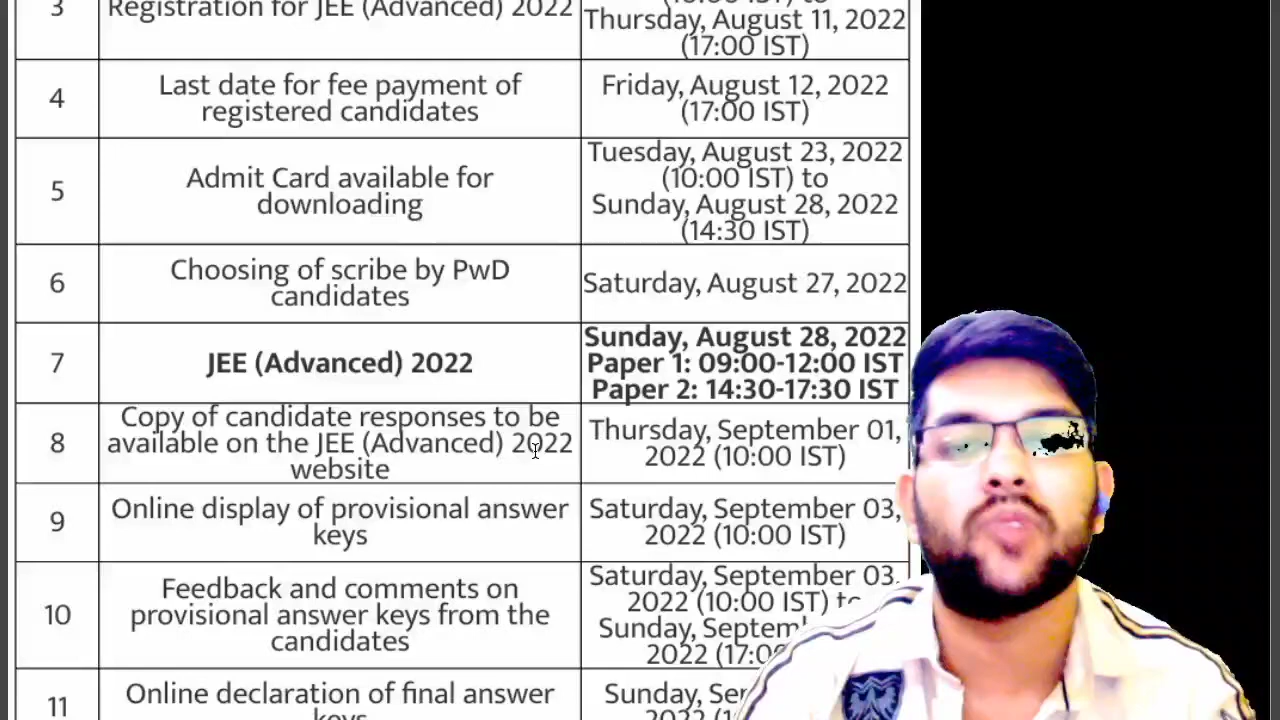 3
Registration for JEE (Advanced) 2022
(10:00 IST) to
Thursday, August 11, 2022
(17:00 IST)
4
Last date for fee payment of
registered candidates
Friday, August 12, 2022
(17:00 IST)
5
Admit Card available for
downloading
Tuesday, August 23, 2022
(10:00 IST) to
Sunday, August 28, 2022
(14:30 IST)
6
Choosing of scribe by PwD
candidates
Saturday, August 27, 2022
7
JEE (Advanced) 2022
Sunday, August 28, 2022
Paper 1: 09:00-12:00 IST
Paper 2: 14:30-17:30 IST
8
Copy of candidate responses to be
available on the JEE (Advanced) 2022
website
Thursday, September 01,
2022 (10:00 IST)
9
Online display of provisional answer
keys
Saturday, September 03,
2022 (10:00 IST)
10
Feedback and comments on
provisional answer keys from the
candidates
Saturday, September 03,
2022 (10:00 IST) to
Sunday,
2022
11
Online declaration of final answer
keys
Sunday,
2022